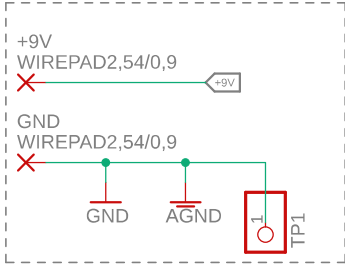 +9V
WIREPAD2,54/0,9
+9V
GND
WIREPAD2,54/0,9
GND
AGND
1
TP1